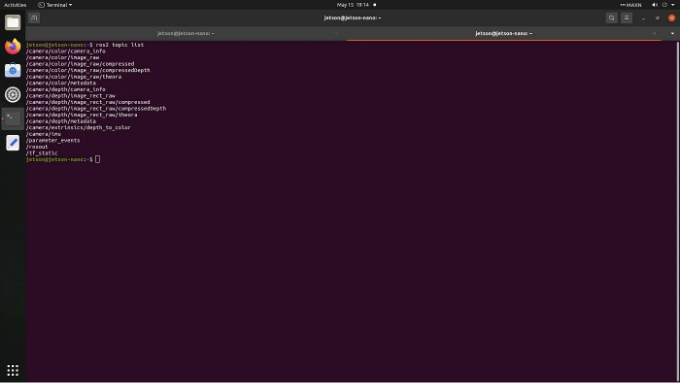 Activities
Terminal
May 15 19:14
MAXN
jetson@jetson-nano: ~
jetson@jetson-nano: ~
jetson@jetson-nano: ~
jetson@jetson-nano:~$ ros2 topic list
/camera/color/camera_info
/camera/color/image_raw
/camera/color/image_raw/compressed
/camera/color/image_raw/compressedDepth
/camera/color/image_raw/theora
/camera/color/metadata
/camera/depth/camera_info
/camera/depth/image_rect_raw
/camera/depth/image_rect_raw/compressed
/camera/depth/image_rect_raw/compressedDepth
/camera/depth/image_rect_raw/theora
/camera/depth/metadata
/camera/extrinsics/depth_to_color
/camera/imu
/parameter_events
/rosout
/tf_static
jetson@jetson-nano:~$